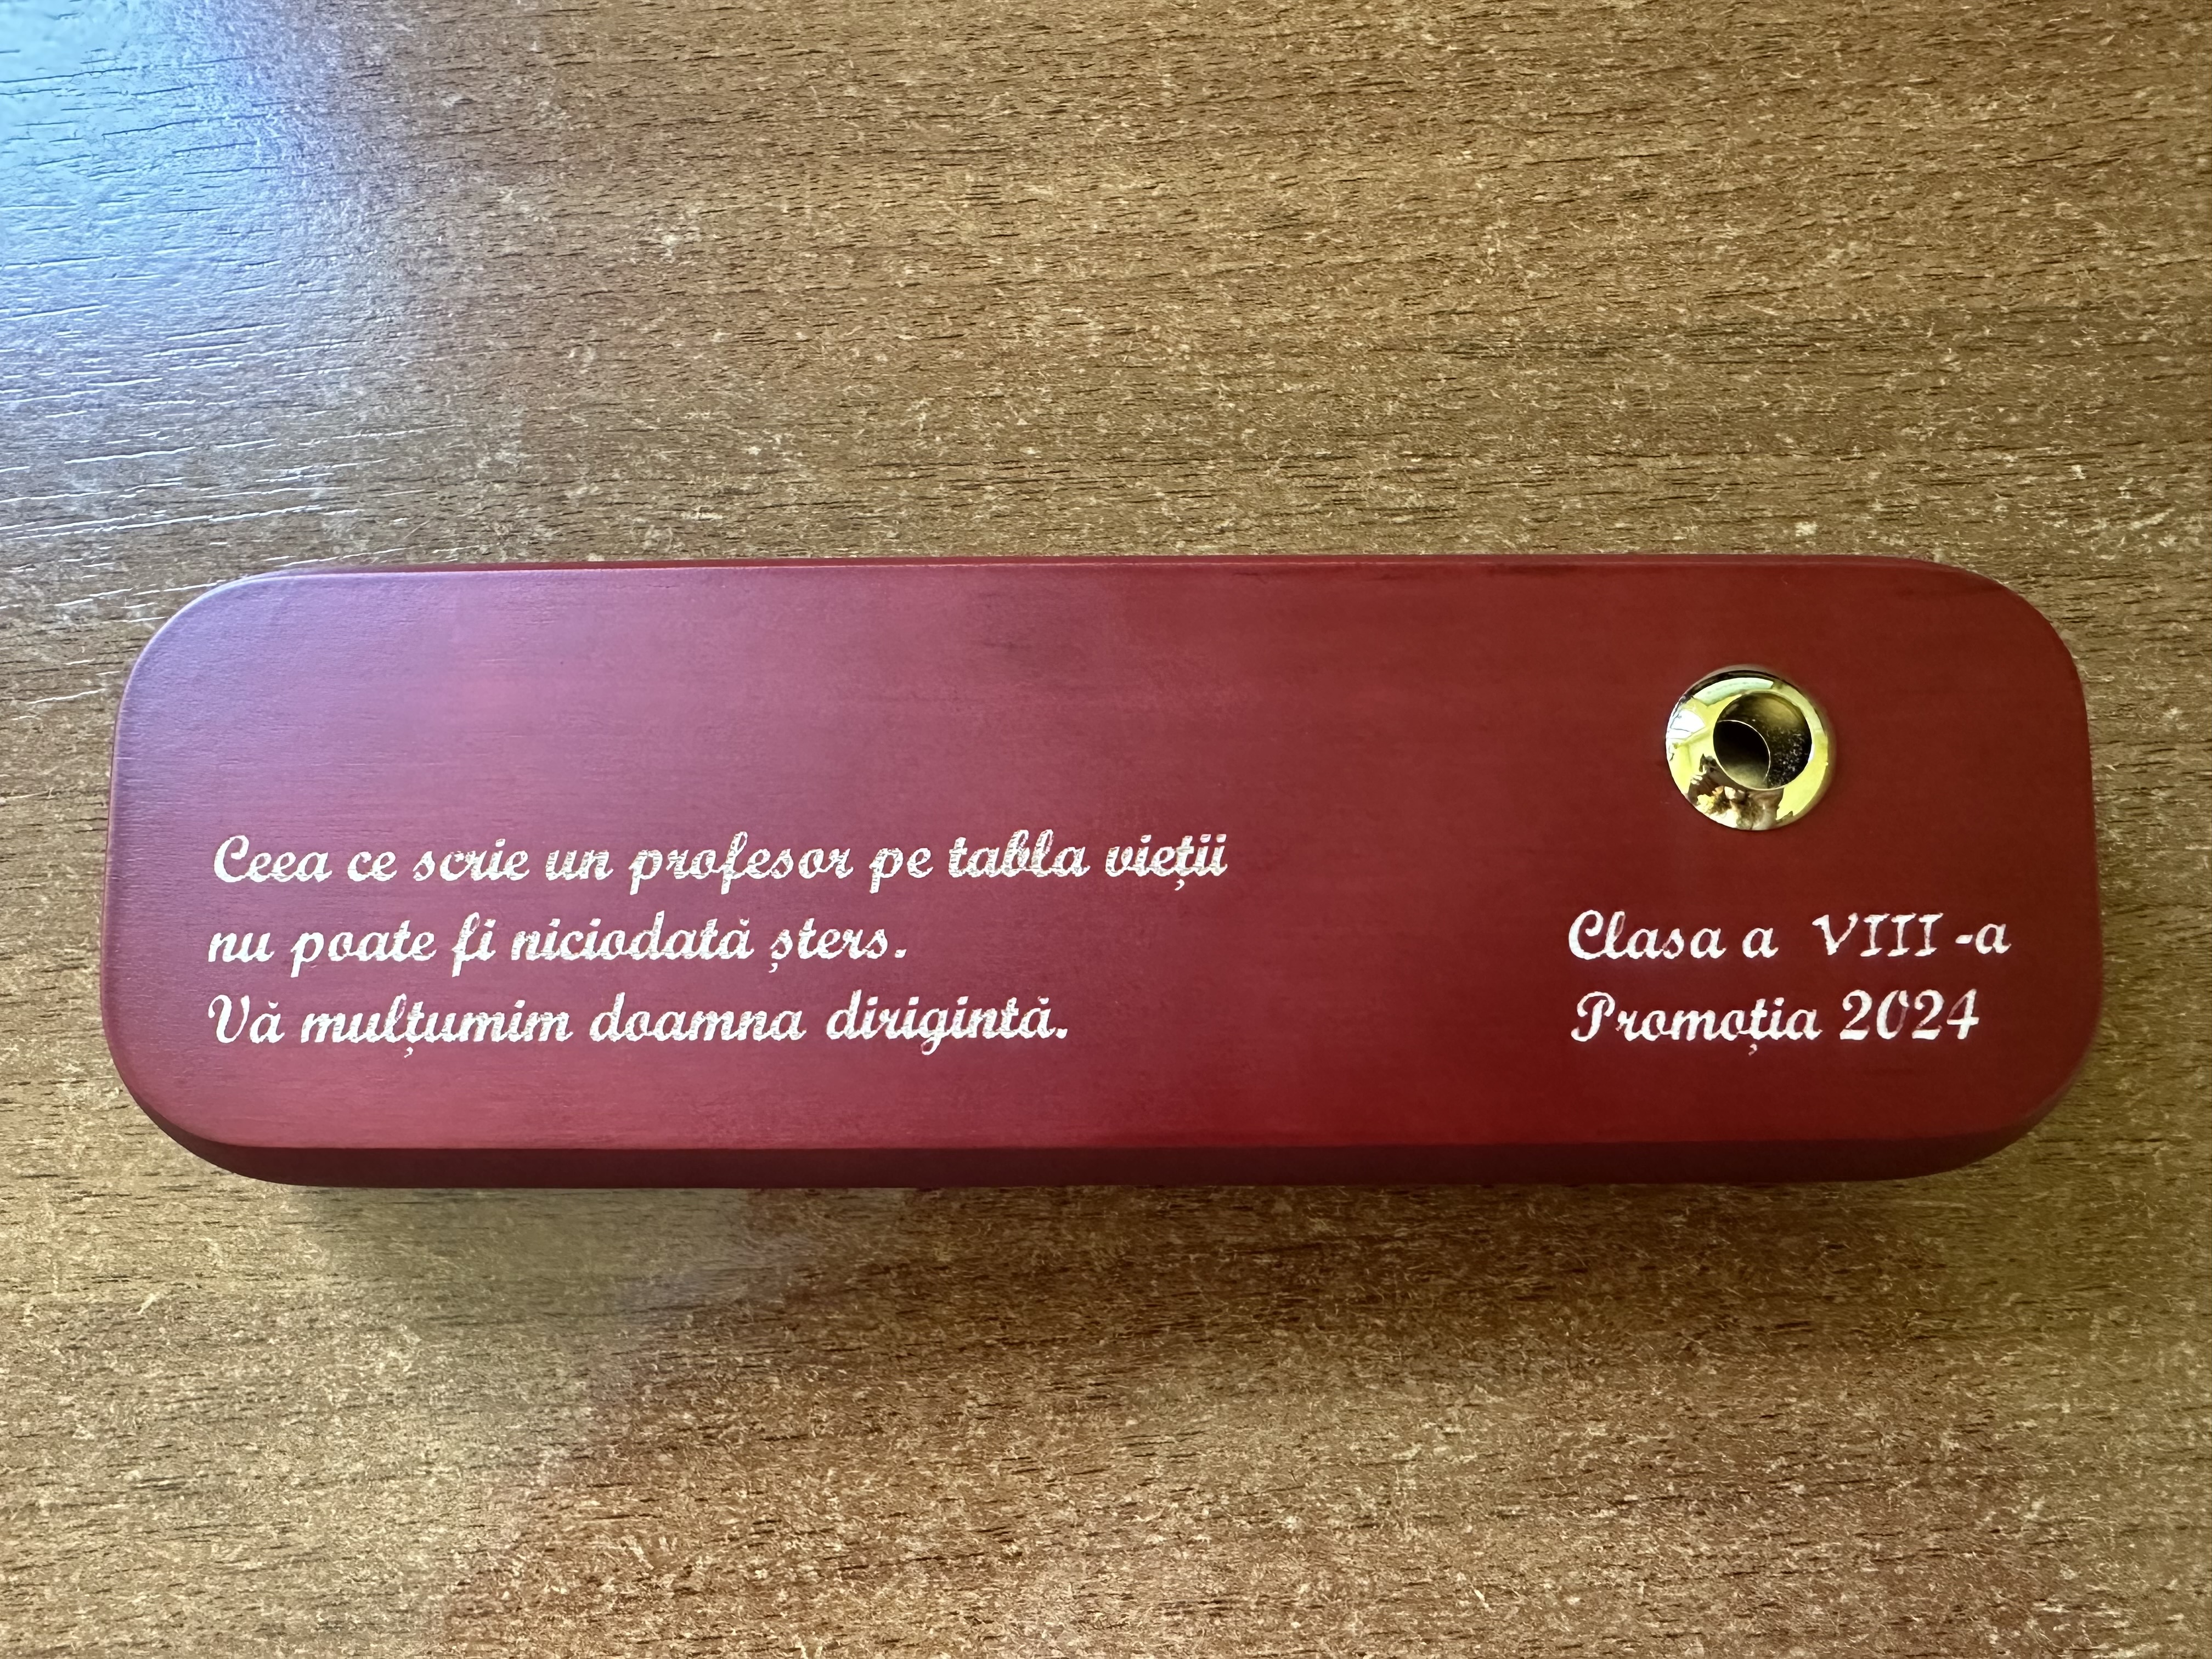 Ceea ce scrie un profesor pe tabla vieții
nu poate fi niciodată șters.
Vă mulțumim doamna dirigintă.
Clasa a VIII -a
Promoția 2024